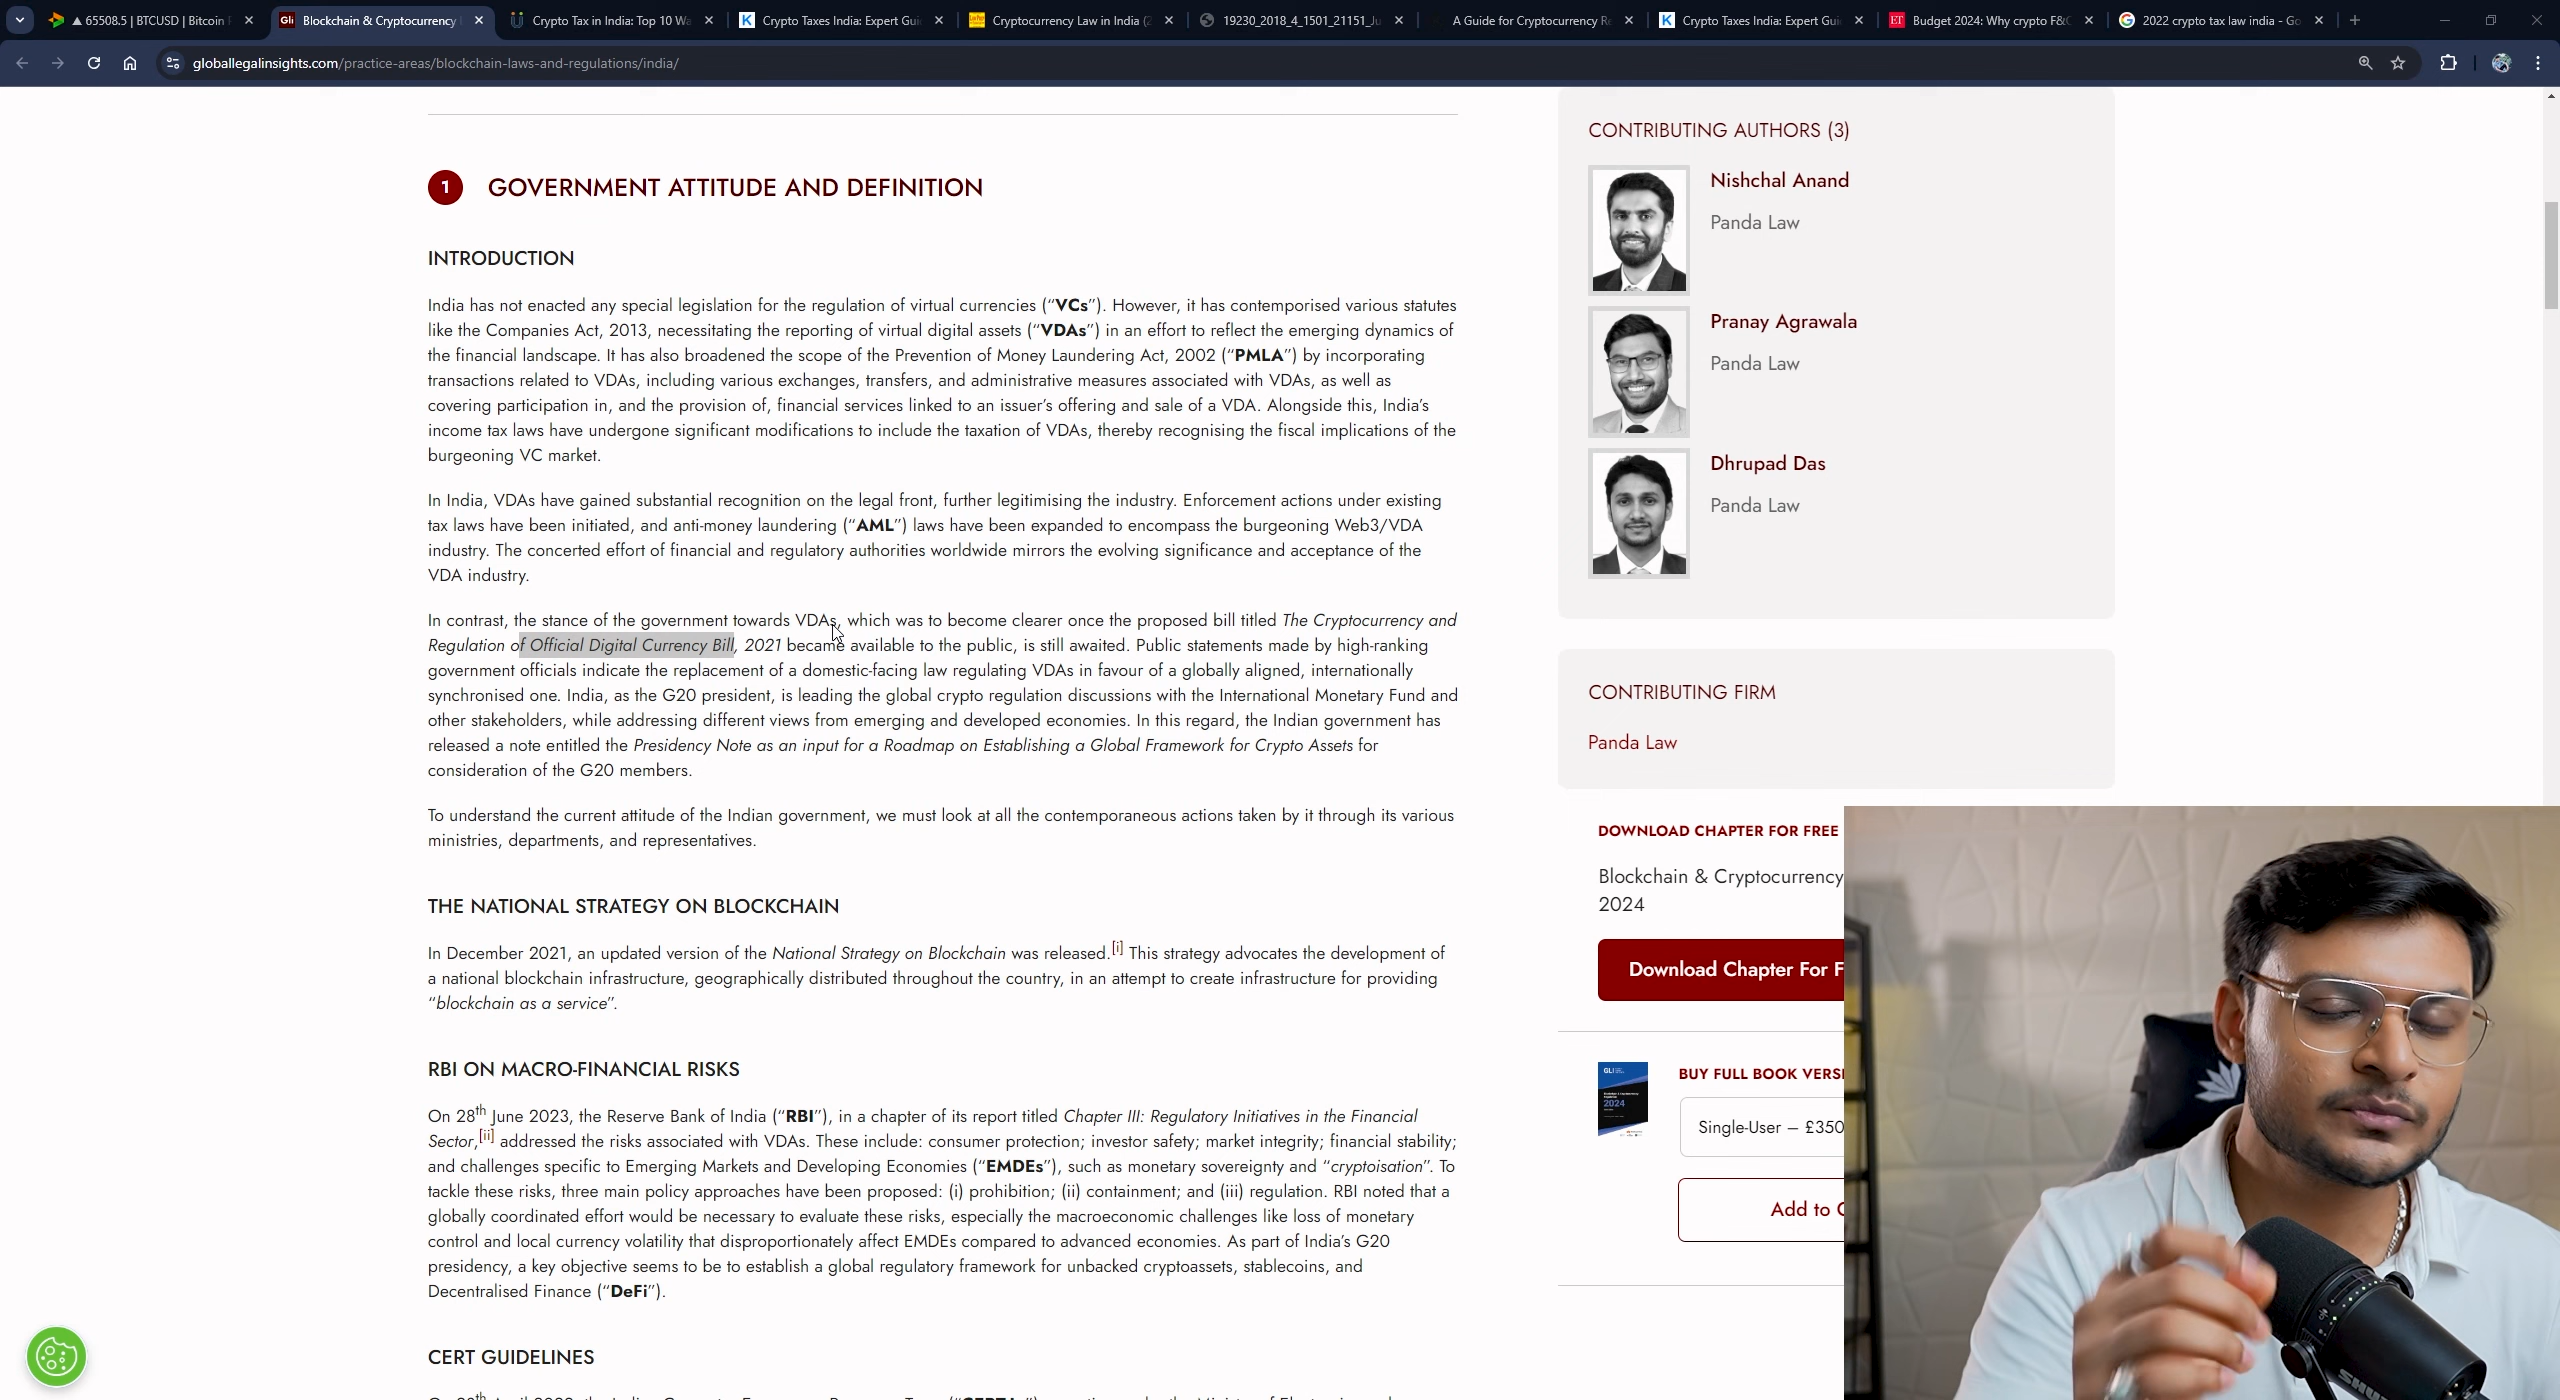 65508.5 | BTCUSD | Bitcoin
Blockchain & Cryptocurrency
Crypto Tax in India: Top 10 Wa
Crypto Taxes India: Expert Gui
Cryptocurrency Law in India (2
19230_2018_4_1501_21151_Ju
A Guide for Cryptocurrency Re
Crypto Taxes India: Expert Gui
Budget 2024: Why crypto F&O
2022 crypto tax law india - Go
globallegalinsights.com/practice-areas/blockchain-laws-and-regulations/india/
1 GOVERNMENT ATTITUDE AND DEFINITION
INTRODUCTION
India has not enacted any special legislation for the regulation of virtual currencies (“VCs”). However, it has contemporised various statutes
like the Companies Act, 2013, necessitating the reporting of virtual digital assets (“VDAs”) in an effort to reflect the emerging dynamics of
the financial landscape. It has also broadened the scope of the Prevention of Money Laundering Act, 2002 (“PMLA”) by incorporating
transactions related to VDAs, including various exchanges, transfers, and administrative measures associated with VDAs, as well as
covering participation in, and the provision of, financial services linked to an issuer’s offering and sale of a VDA. Alongside this, India’s
income tax laws have undergone significant modifications to include the taxation of VDAs, thereby recognising the fiscal implications of the
burgeoning VC market.
In India, VDAs have gained substantial recognition on the legal front, further legitimising the industry. Enforcement actions under existing
tax laws have been initiated, and anti-money laundering (“AML”) laws have been expanded to encompass the burgeoning Web3/VDA
industry. The concerted effort of financial and regulatory authorities worldwide mirrors the evolving significance and acceptance of the
VDA industry.
In contrast, the stance of the government towards VDAs, which was to become clearer once the proposed bill titled The Cryptocurrency and
Regulation of Official Digital Currency Bill, 2021 became available to the public, is still awaited. Public statements made by high-ranking
government officials indicate the replacement of a domestic-facing law regulating VDAs in favour of a globally aligned, internationally
synchronised one. India, as the G20 president, is leading the global crypto regulation discussions with the International Monetary Fund and
other stakeholders, while addressing different views from emerging and developed economies. In this regard, the Indian government has
released a note entitled the Presidency Note as an input for a Roadmap on Establishing a Global Framework for Crypto Assets for
consideration of the G20 members.
To understand the current attitude of the Indian government, we must look at all the contemporaneous actions taken by it through its various
ministries, departments, and representatives.
THE NATIONAL STRATEGY ON BLOCKCHAIN
In December 2021, an updated version of the National Strategy on Blockchain was released.[i] This strategy advocates the development of
a national blockchain infrastructure, geographically distributed throughout the country, in an attempt to create infrastructure for providing
“blockchain as a service”.
RBI ON MACRO-FINANCIAL RISKS
On 28th June 2023, the Reserve Bank of India (“RBI”), in a chapter of its report titled Chapter III: Regulatory Initiatives in the Financial
Sector,[ii] addressed the risks associated with VDAs. These include: consumer protection; investor safety; market integrity; financial stability;
and challenges specific to Emerging Markets and Developing Economies (“EMDEs”), such as monetary sovereignty and “cryptoisation”. To
tackle these risks, three main policy approaches have been proposed: (i) prohibition; (ii) containment; and (iii) regulation. RBI noted that a
globally coordinated effort would be necessary to evaluate these risks, especially the macroeconomic challenges like loss of monetary
control and local currency volatility that disproportionately affect EMDEs compared to advanced economies. As part of India’s G20
presidency, a key objective seems to be to establish a global regulatory framework for unbacked cryptoassets, stablecoins, and
Decentralised Finance (“DeFi”).
CERT GUIDELINES
CONTRIBUTING AUTHORS (3)
Nishchal Anand
Panda Law
Pranay Agrawala
Panda Law
Dhrupad Das
Panda Law
CONTRIBUTING FIRM
Panda Law
DOWNLOAD CHAPTER FOR FREE
Blockchain & Cryptocurrency
2024
Download Chapter For F
BUY FULL BOOK VERSI
Single-User – £350
Add to C
GLI
2024
SHU